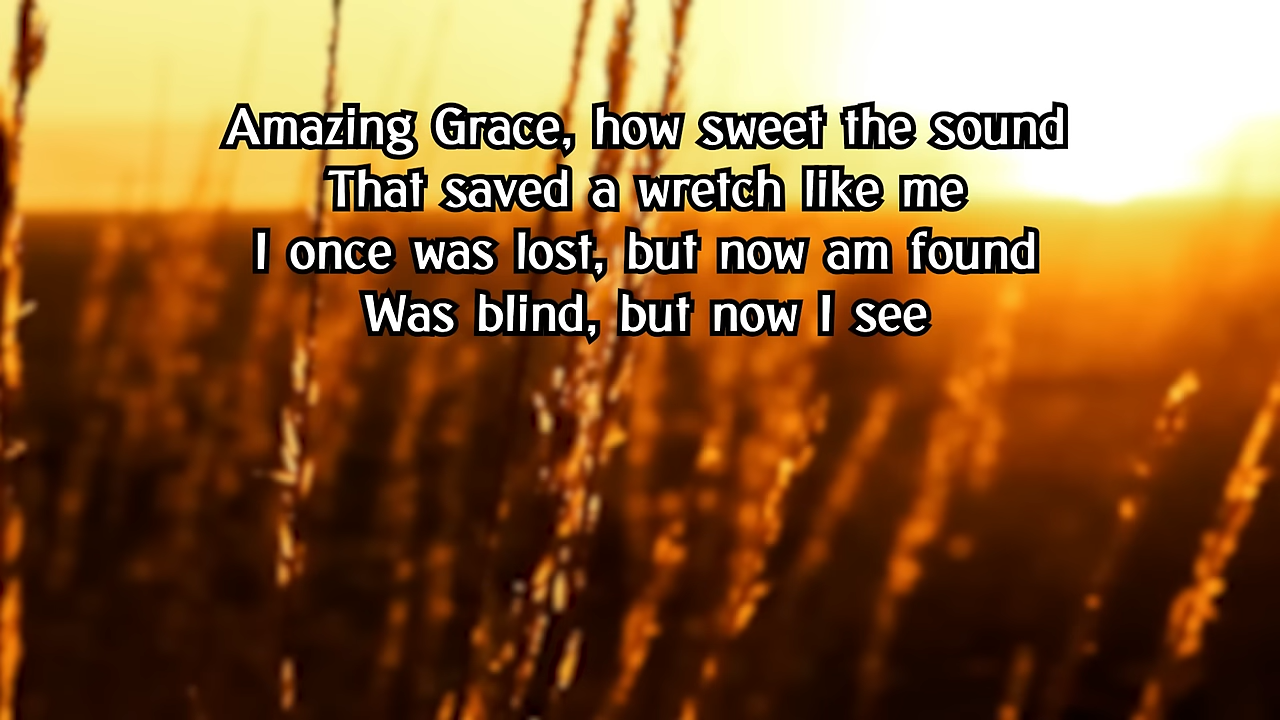 Amazing Grace, how sweet the sound
That saved a wretch like me
I once was lost, but now am found
Was blind, but now I see